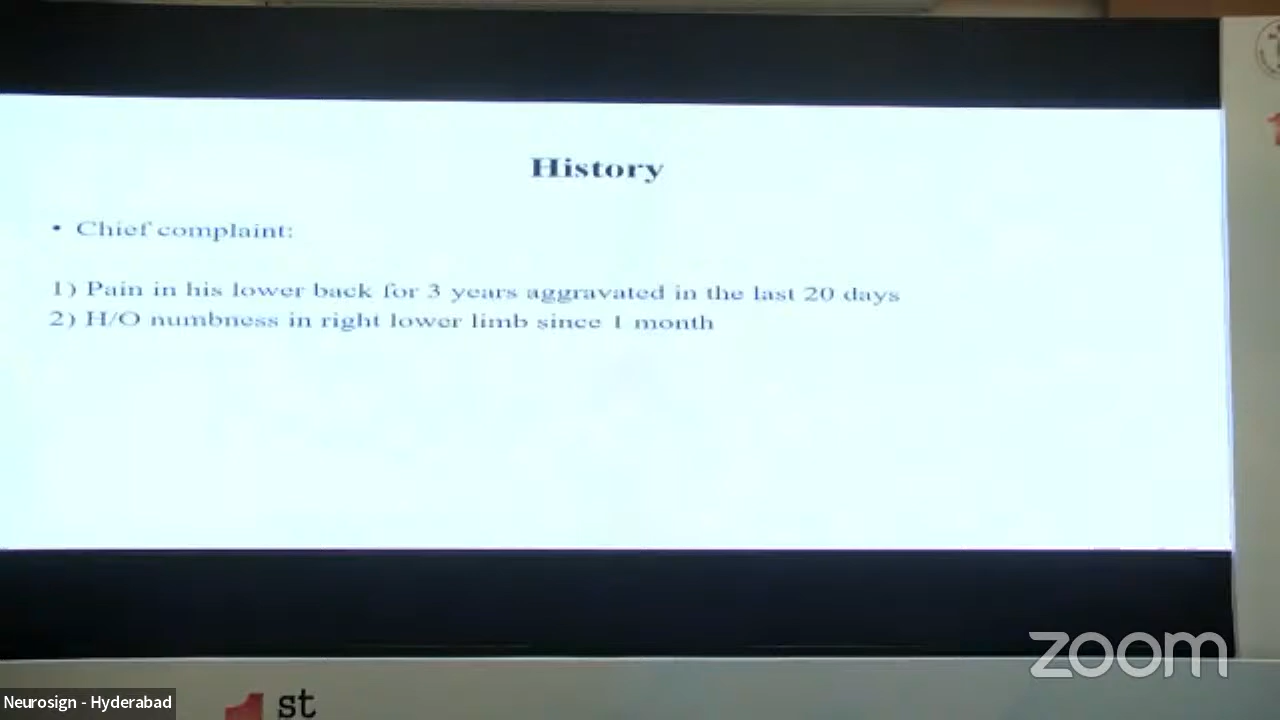 History
• Chief complaint:
1) Pain in his lower back for 3 years aggravated in the last 20 days
2) H/O numbness in right lower limb since 1 month
zoom
Neurosign - Hyderabad
1st